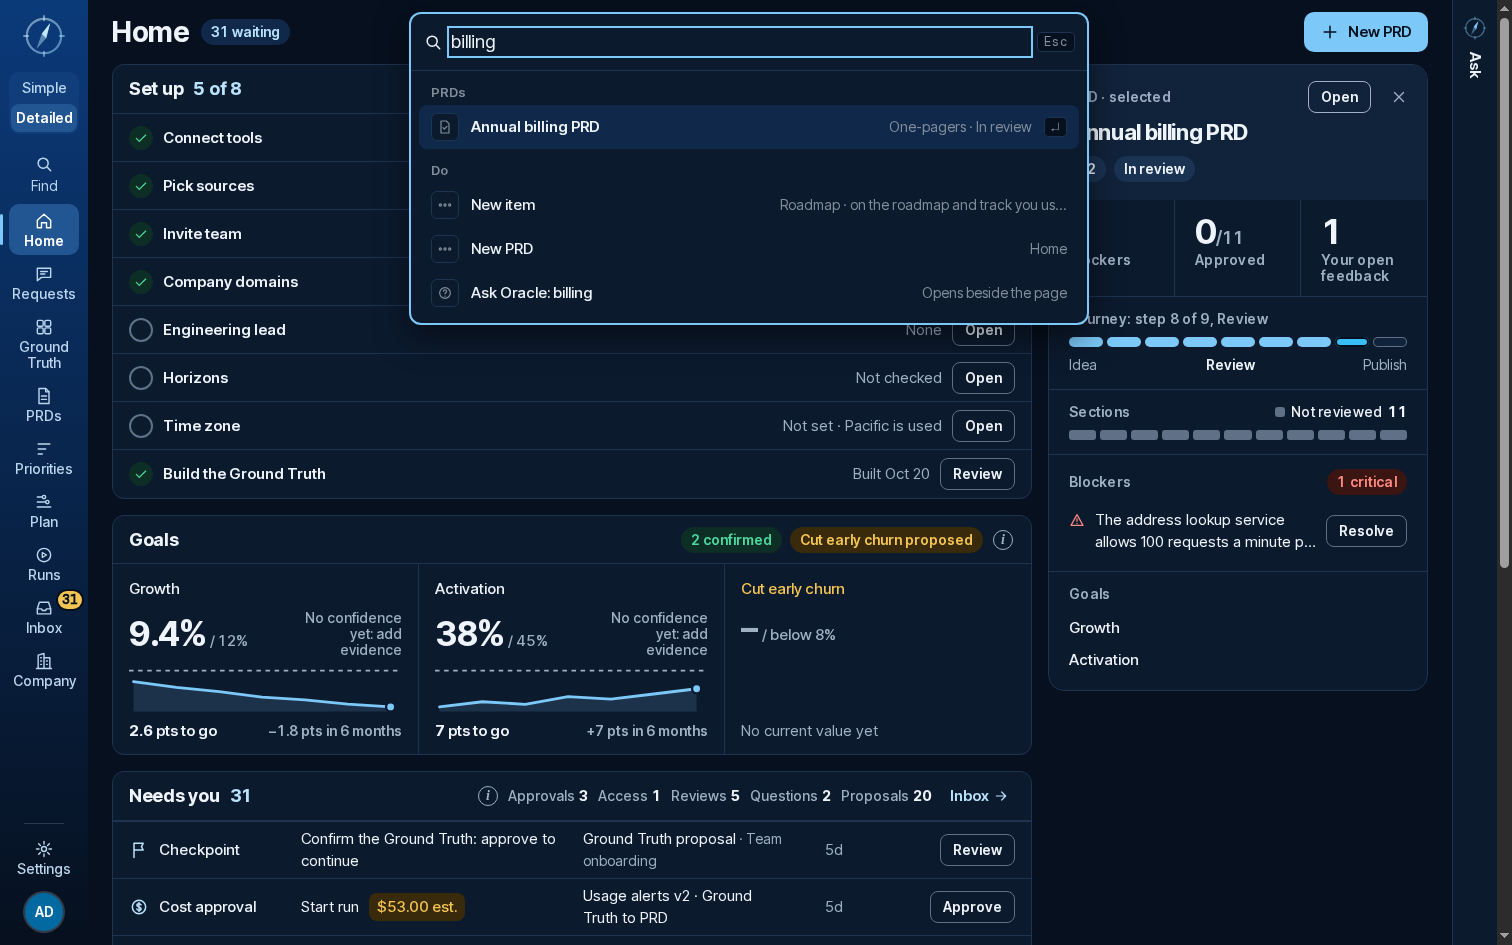 Simple
Detailed
Find
Home
Requests
Ground
Truth
PRDs
Priorities
Plan
Runs
31
Inbox
Company
Settings
AD
Home
31 waiting
New PRD
Ask
billing
Esc
PRDs
Annual billing PRD
One-pagers · In review
Do
New item
Roadmap · on the roadmap and track you us...
New PRD
Home
Ask Oracle: billing
Opens beside the page
Set up 5 of 8
Connect tools
Pick sources
Invite team
Company domains
Engineering lead
None
Open
Horizons
Not checked
Open
Time zone
Not set · Pacific is used
Open
Build the Ground Truth
Built Oct 20
Review
Goals
2 confirmed
Cut early churn proposed
i
Growth
9.4% / 12%
No confidence
yet: add
evidence
2.6 pts to go
−1.8 pts in 6 months
Activation
38% / 45%
No confidence
yet: add
evidence
7 pts to go
+7 pts in 6 months
Cut early churn
– / below 8%
No current value yet
Needs you 31
i
Approvals 3 Access 1 Reviews 5 Questions 2 Proposals 20
Inbox →
Checkpoint
Confirm the Ground Truth: approve to
continue
Ground Truth proposal · Team
onboarding
5d
Review
Cost approval
Start run $53.00 est.
Usage alerts v2 · Ground
Truth to PRD
5d
Approve
D · selected
Open
nnual billing PRD
2
In review
ockers
0/11
Approved
1
Your open
feedback
urney: step 8 of 9, Review
Idea
Review
Publish
Sections
Not reviewed 11
Blockers
1 critical
The address lookup service
allows 100 requests a minute p...
Resolve
Goals
Growth
Activation